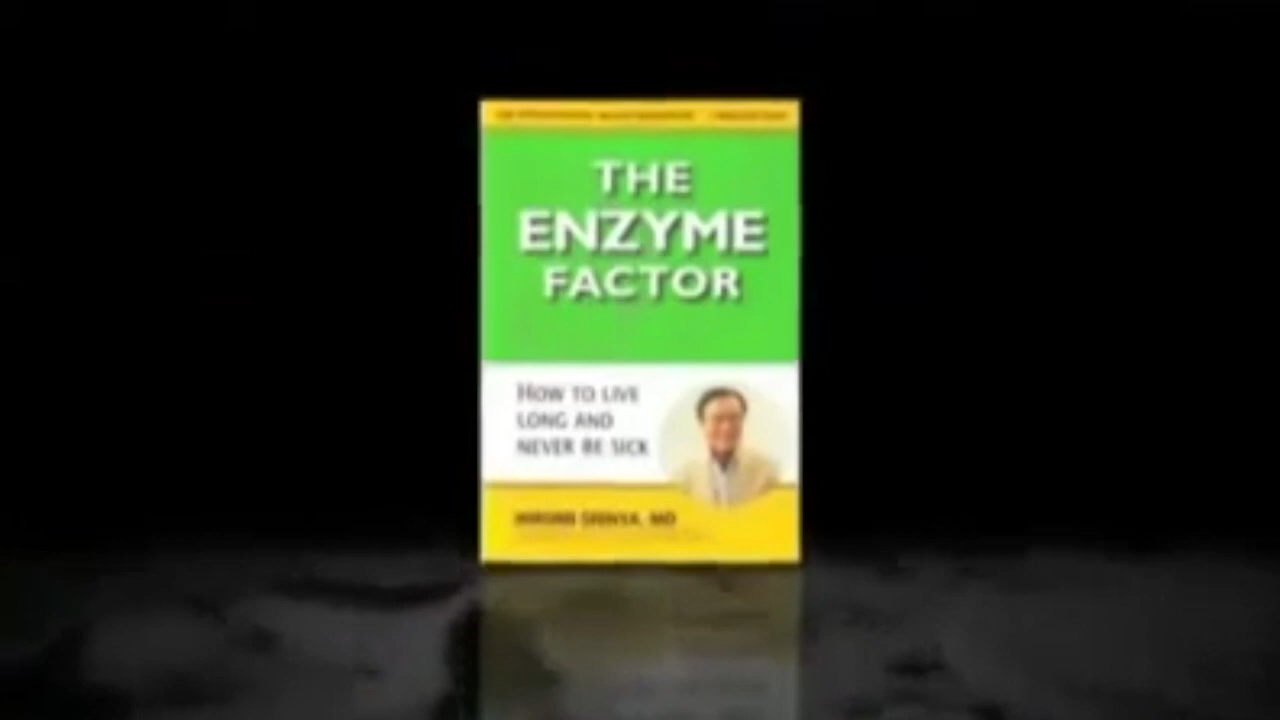 THE
ENZYME
FACTOR
HOW TO LIVE
LONG AND
NEVER BE SICK
HIROMI SHINYA, MD